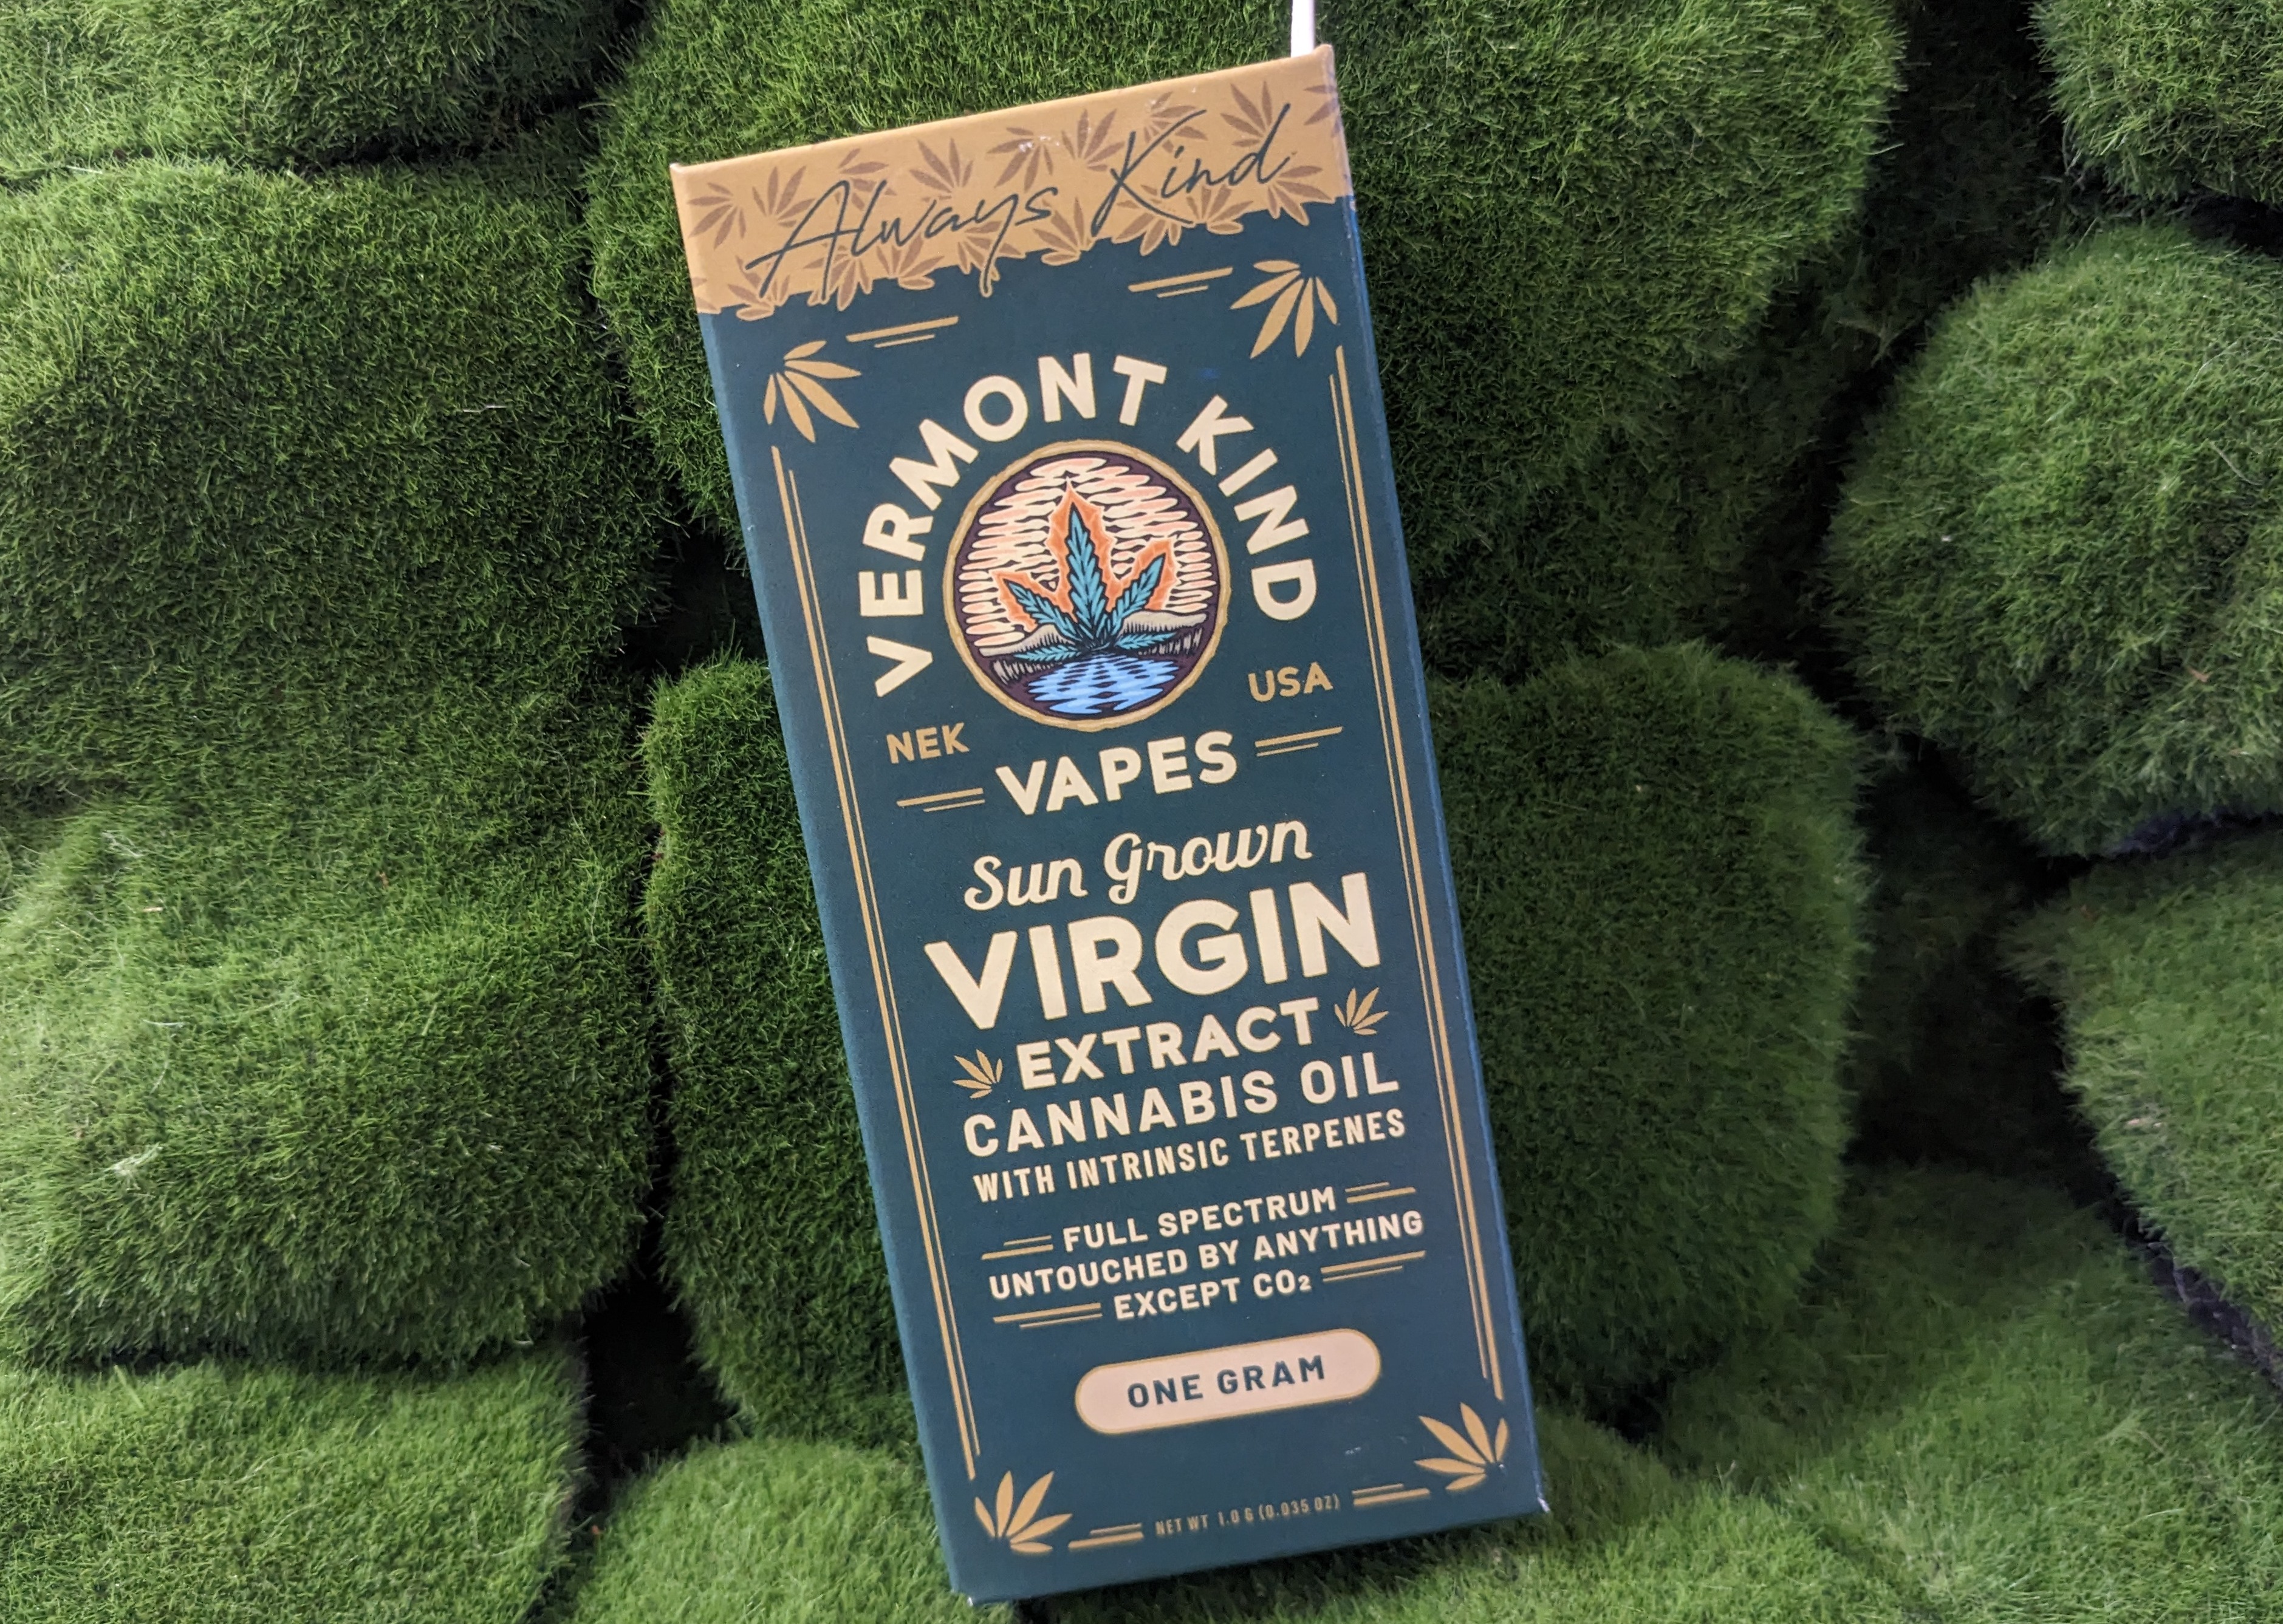 Always Kind
VERMONT KIND
NEK
USA
VAPES
Sun Grown
VIRGIN
EXTRACT
CANNABIS OIL
WITH INTRINSIC TERPENES
FULL SPECTRUM
UNTOUCHED BY ANYTHING
EXCEPT CO₂
ONE GRAM
NET WT 1.0 G (0.035 OZ)